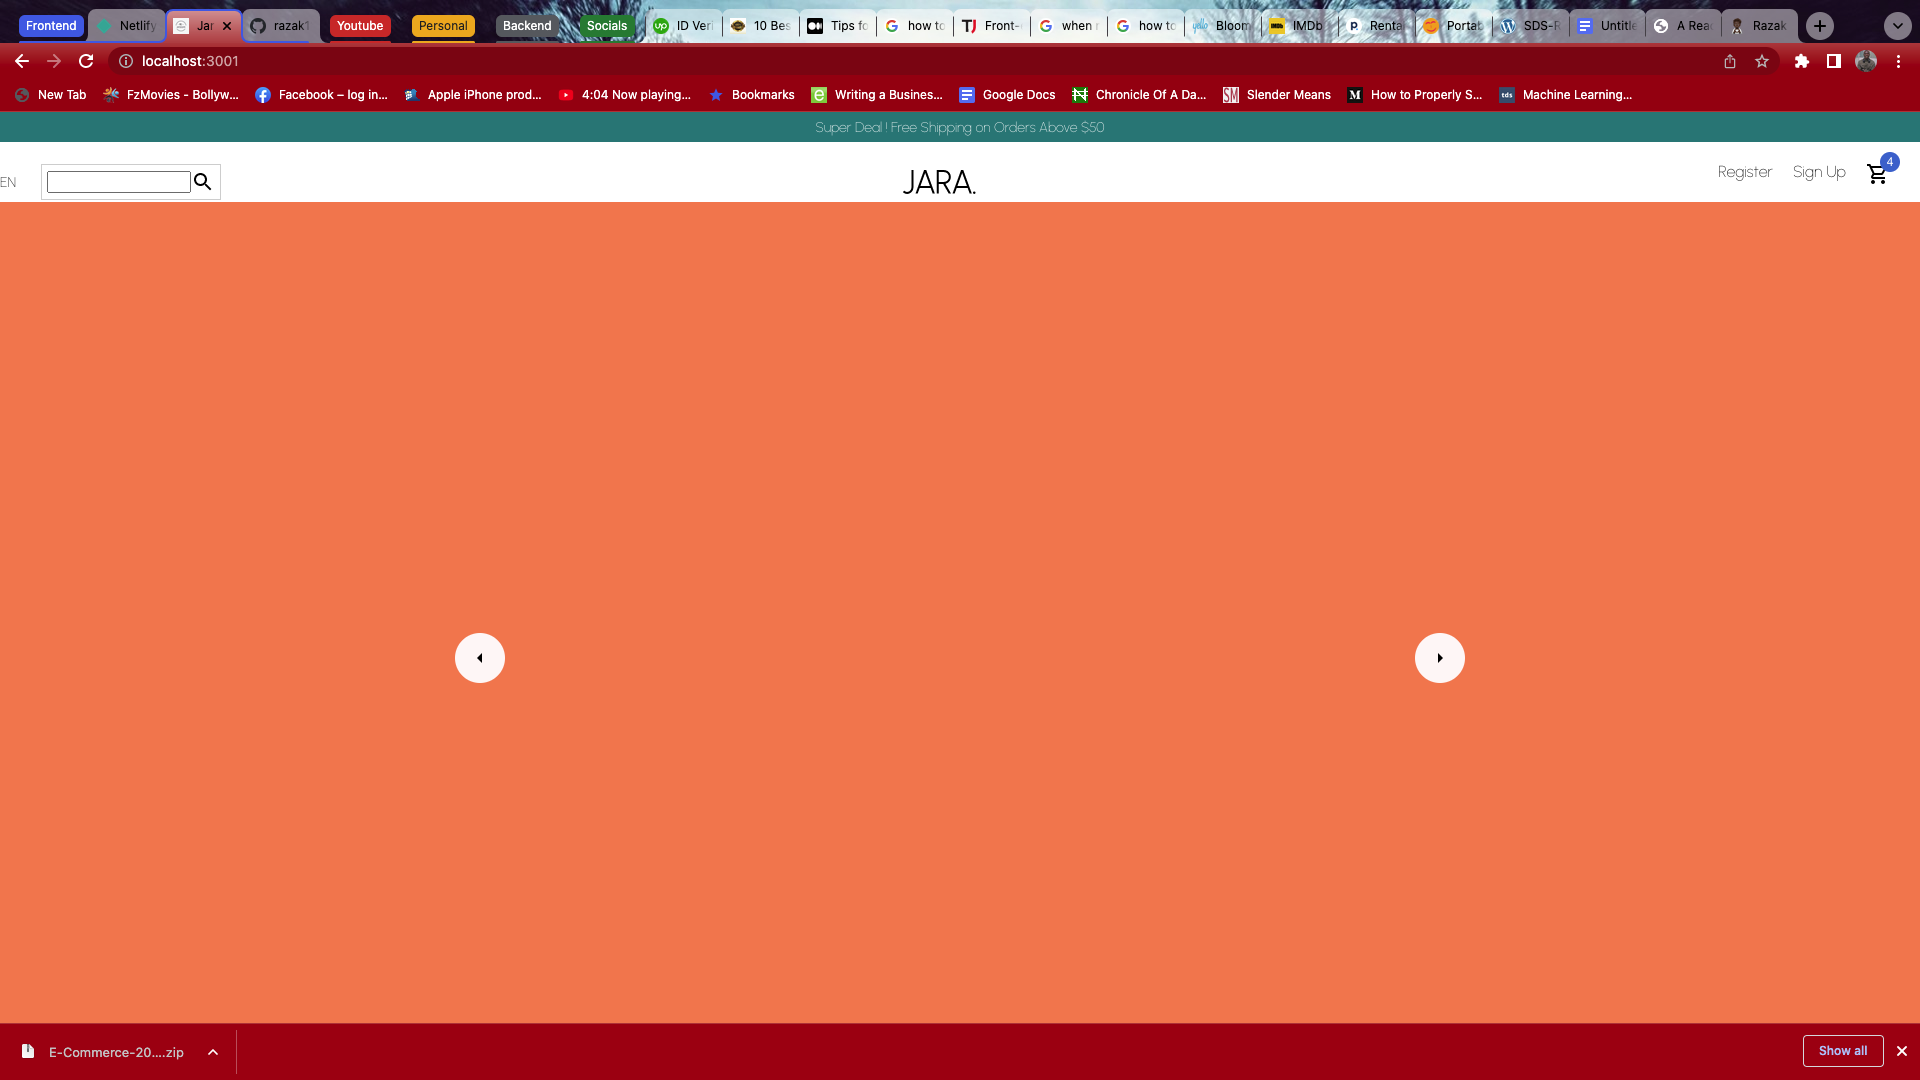 Frontend Netlify Jar razak1 Youtube Personal Backend Socials ID Veri 10 Bes Tips fo how to Front- when how to Bloom IMDb Renta Portab SDS-R Untitle A Rea Razak
localhost:3001
New Tab FzMovies - Bollyw... Facebook – log in... Apple iPhone prod... 4:04 Now playing... Bookmarks Writing a Busines... Google Docs Chronicle Of A Da... Slender Means How to Properly S... Machine Learning...
Super Deal ! Free Shipping on Orders Above $50
EN JARA. Register Sign Up 4
E-Commerce-20....zip Show all